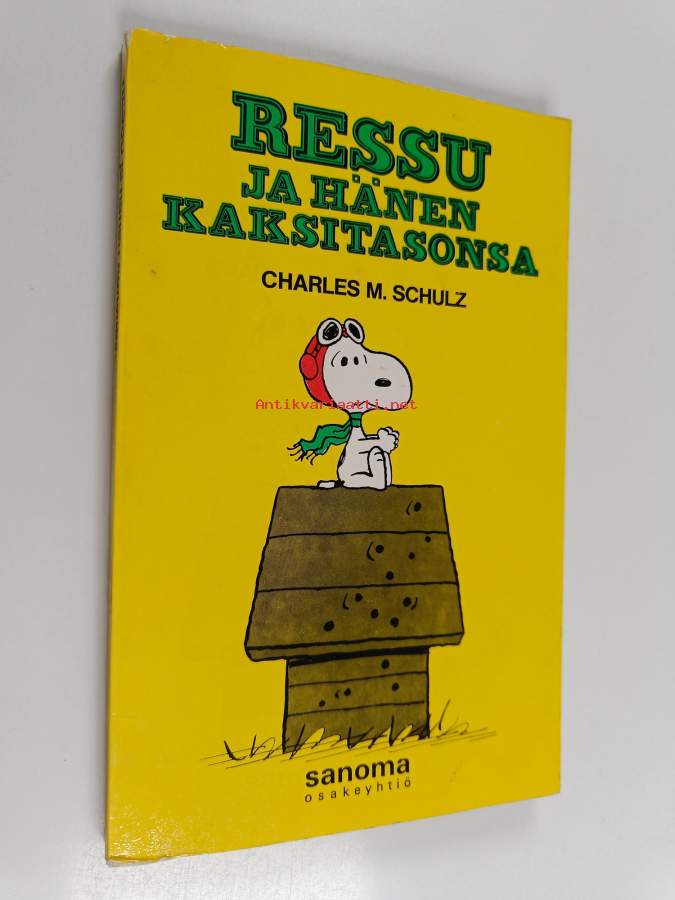 RESSU
JA HÄNEN
KAKSITASONSA
CHARLES M. SCHULZ
Antikvariaatti.net
sanoma
osakeyhtiö